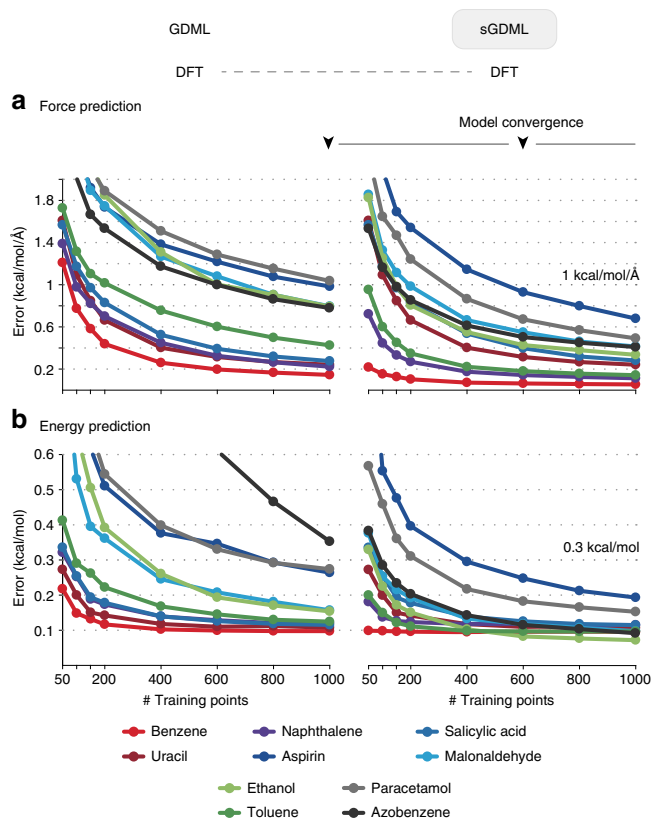 GDML sGDML
DFT DFT
a Force prediction
Model convergence
Error (kcal/mol/Å)
1.8
1.4
1
0.6
0.2
1 kcal/mol/Å
b Energy prediction
Error (kcal/mol)
0.6
0.5
0.4
0.3
0.2
0.1
0.3 kcal/mol
50 200 400 600 800 1000 50 200 400 600 800 1000
# Training points # Training points
Benzene Naphthalene Salicylic acid
Uracil Aspirin Malonaldehyde
Ethanol Paracetamol
Toluene Azobenzene